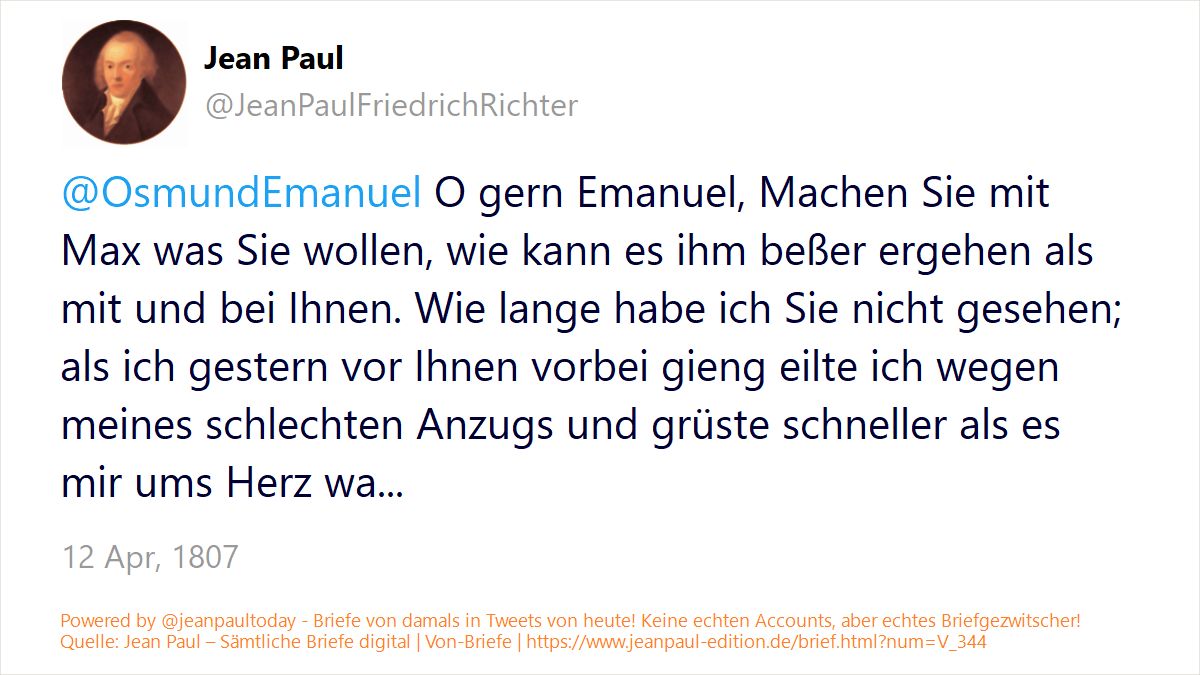 Jean Paul
@JeanPaulFriedrichRichter
@OsmundEmanuel O gern Emanuel, Machen Sie mit
Max was Sie wollen, wie kann es ihm beßer ergehen als
mit und bei Ihnen. Wie lange habe ich Sie nicht gesehen;
als ich gestern vor Ihnen vorbei gieng eilte ich wegen
meines schlechten Anzugs und grüste schneller als es
mir ums Herz wa...
12 Apr, 1807
Powered by @jeanpaultoday - Briefe von damals in Tweets von heute! Keine echten Accounts, aber echtes Briefgezwitscher!
Quelle: Jean Paul – Sämtliche Briefe digital | Von-Briefe | https://www.jeanpaul-edition.de/brief.html?num=V_344